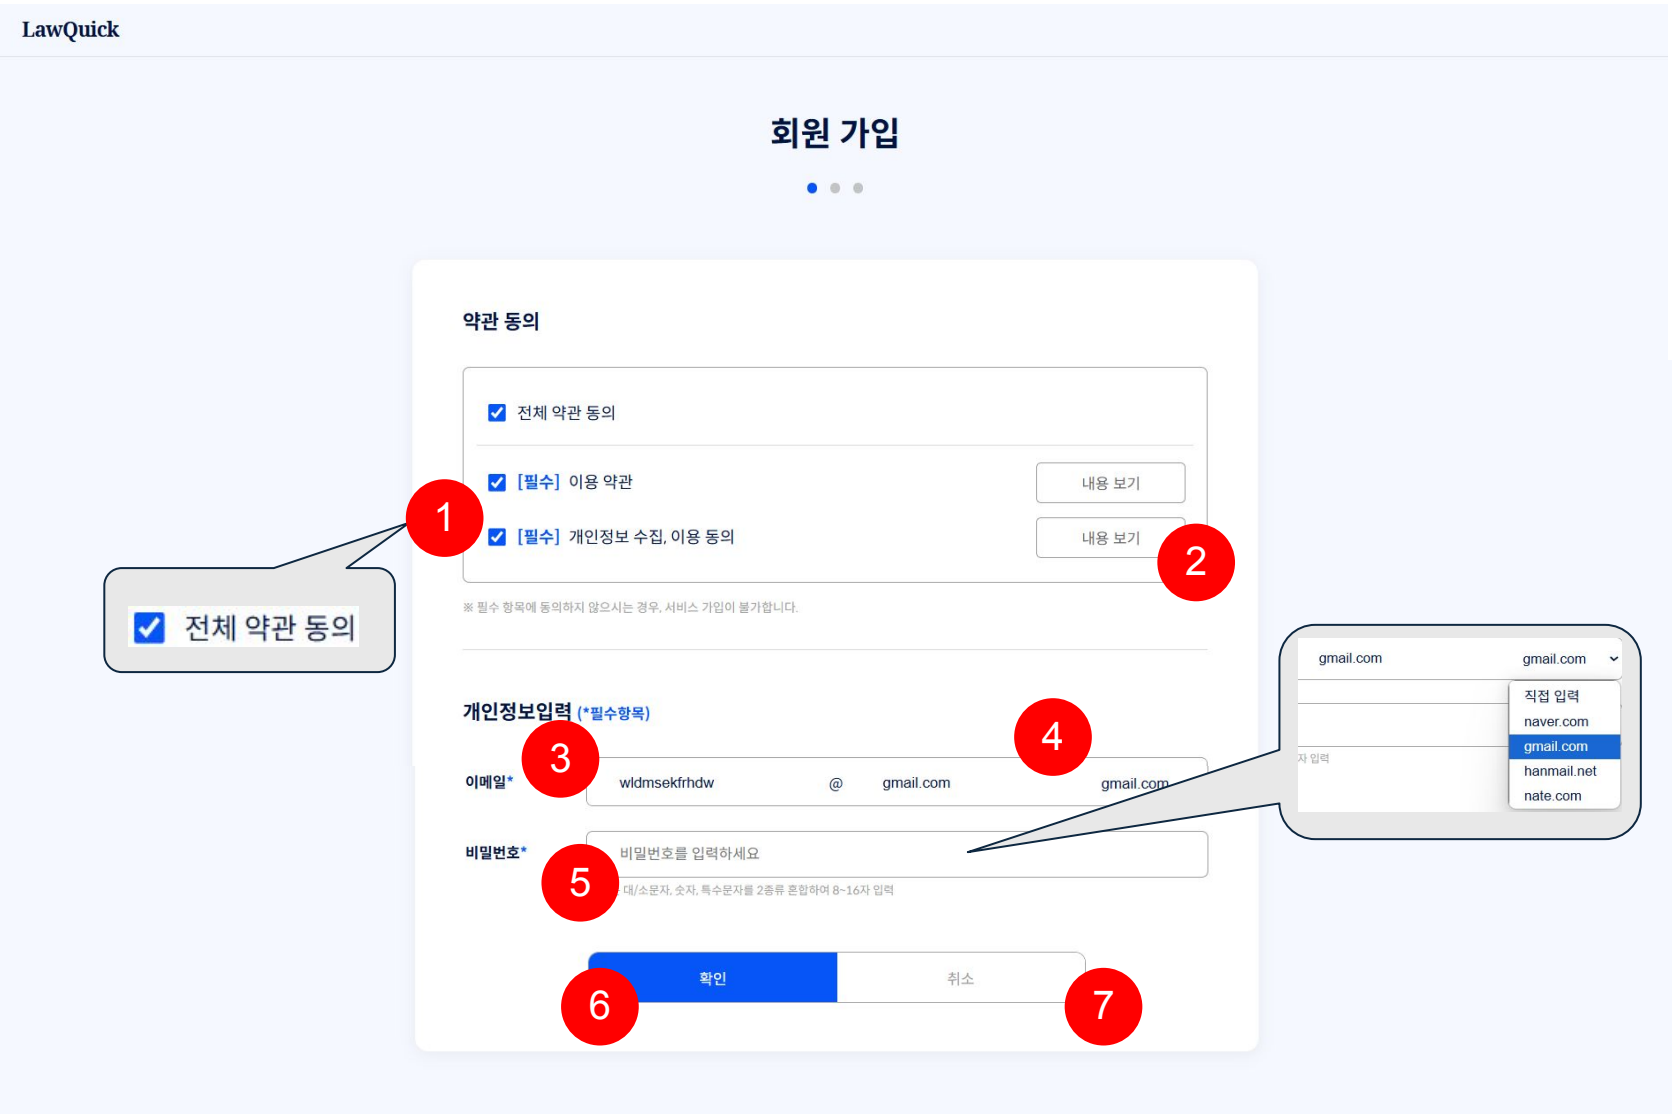 LawQuick
회원 가입
약관 동의
전체 약관 동의
[필수] 이용 약관
내용 보기
1
[필수] 개인정보 수집, 이용 동의
내용 보기
2
전체 약관 동의
※ 필수 항목에 동의하지 않으시는 경우, 서비스 가입이 불가합니다.
개인정보입력 (*필수항목)
3
4
이메일*
wldmsekfrhdw
@
gmail.com
gmail.com
gmail.com
gmail.com
직접 입력
naver.com
gmail.com
hanmail.net
nate.com
자 입력
비밀번호*
비밀번호를 입력하세요
5
대/소문자, 숫자, 특수문자를 2종류 혼합하여 8~16자 입력
확인
취소
6
7